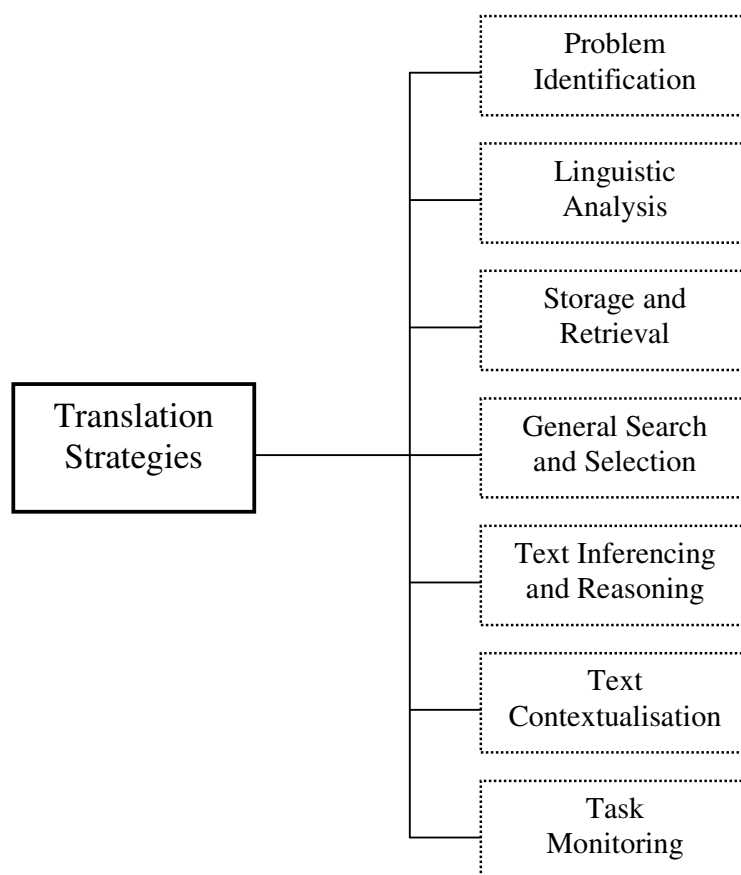 Problem
Identification
Linguistic
Analysis
Storage and
Retrieval
Translation
Strategies
General Search
and Selection
Text Inferencing
and Reasoning
Text
Contextualisation
Task
Monitoring